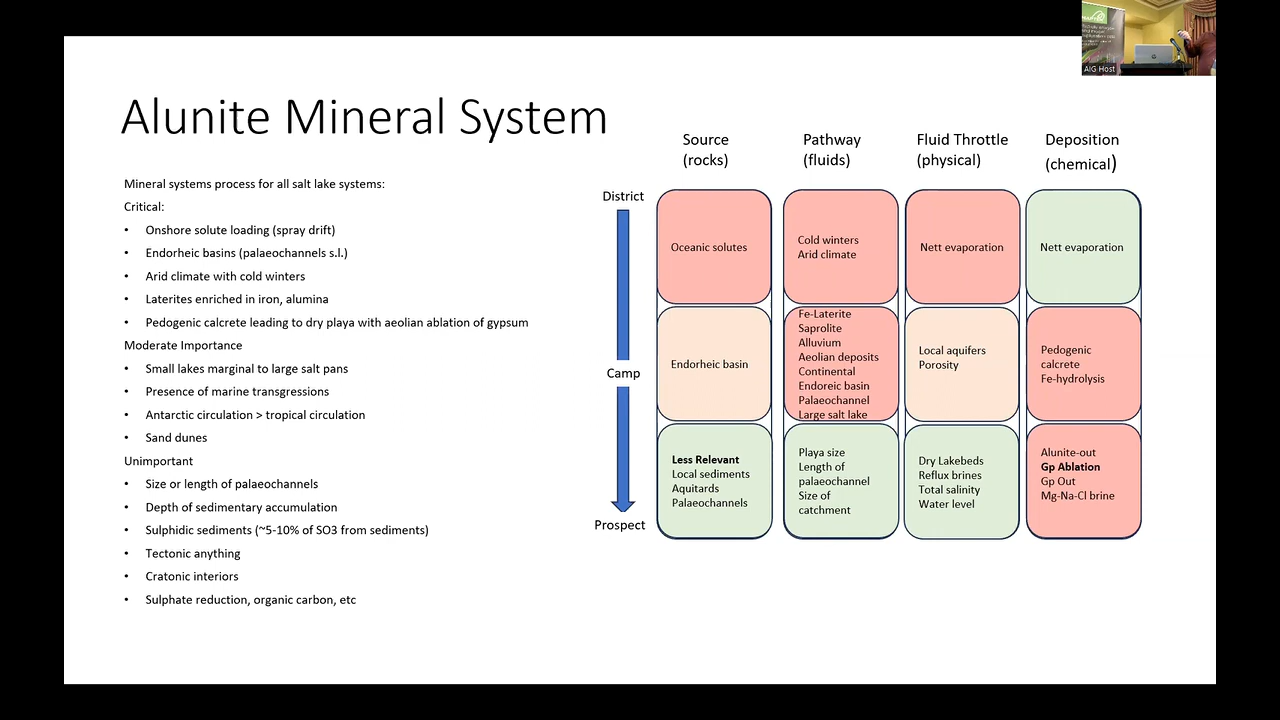 Alunite Mineral System
Mineral systems process for all salt lake systems:
Critical:
• Onshore solute loading (spray drift)
• Endorheic basins (palaeochannels s.l.)
• Arid climate with cold winters
• Laterites enriched in iron, alumina
• Pedogenic calcrete leading to dry playa with aeolian ablation of gypsum
Moderate Importance
• Small lakes marginal to large salt pans
• Presence of marine transgressions
• Antarctic circulation > tropical circulation
• Sand dunes
Unimportant
• Size or length of palaeochannels
• Depth of sedimentary accumulation
• Sulphidic sediments (~5-10% of SO3 from sediments)
• Tectonic anything
• Cratonic interiors
• Sulphate reduction, organic carbon, etc
Source
(rocks)
Pathway
(fluids)
Fluid Throttle
(physical)
Deposition
(chemical)
District
Oceanic solutes
Cold winters
Arid climate
Nett evaporation
Nett evaporation
Camp
Endorheic basin
Fe-Laterite
Saprolite
Alluvium
Aeolian deposits
Continental
Endoreic basin
Palaeochannel
Large salt lake
Local aquifers
Porosity
Pedogenic
calcrete
Fe-hydrolysis
Prospect
Less Relevant
Local sediments
Aquitards
Palaeochannels
Playa size
Length of
palaeochannel
Size of
catchment
Dry Lakebeds
Reflux brines
Total salinity
Water level
Alunite-out
Gp Ablation
Gp Out
Mg-Na-Cl brine
AIG Host